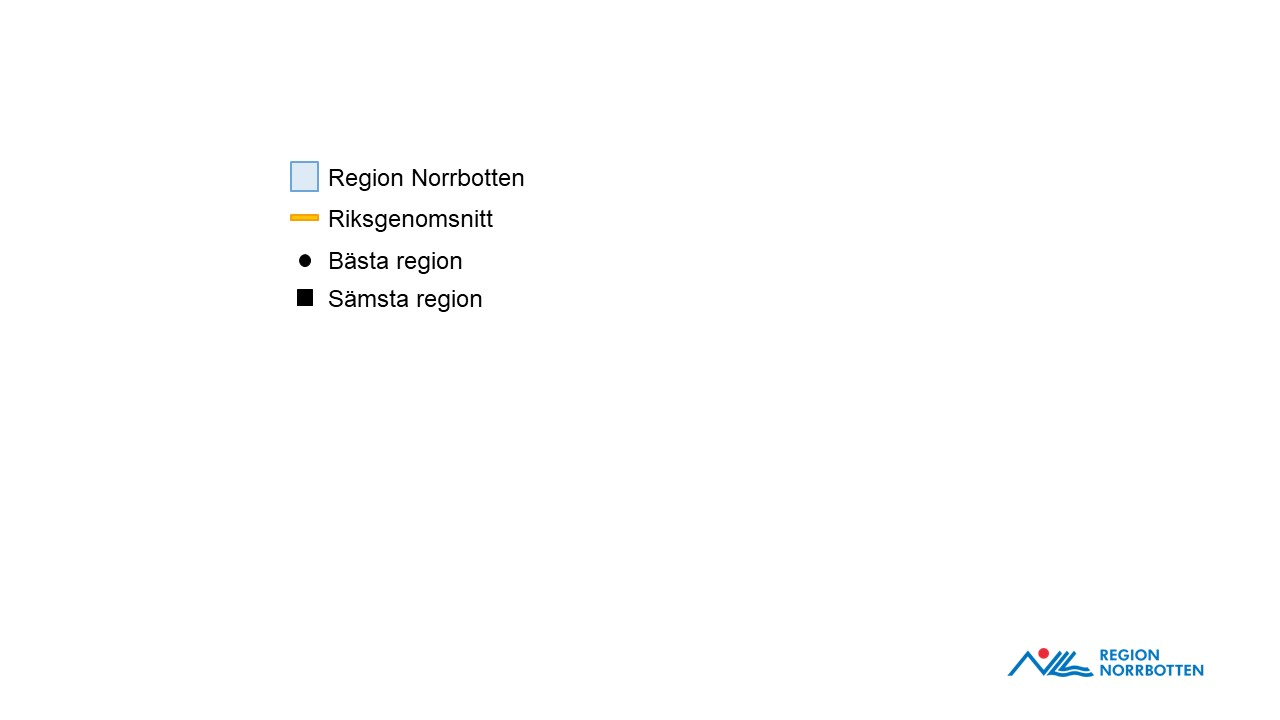 Region Norrbotten
Riksgenomsnitt
Bästa region
Sämsta region
REGION
NORRBOTTEN